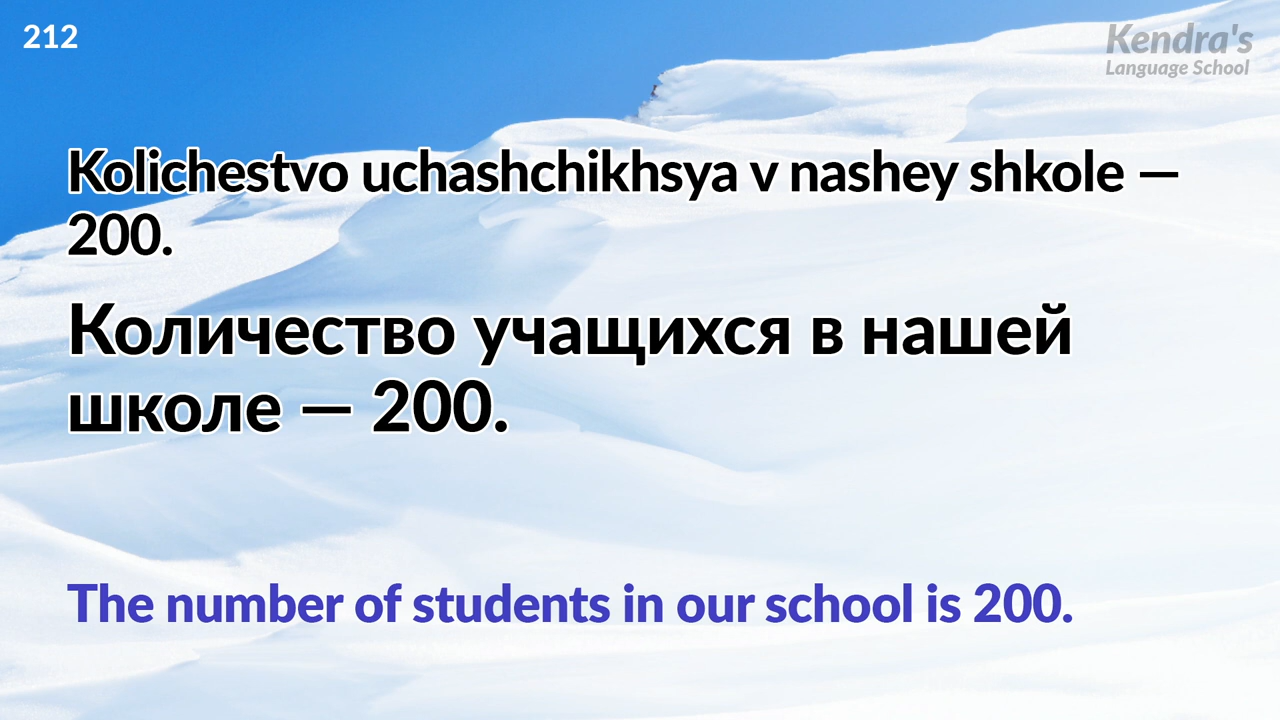 212
Kendra's
Language School
Kolichestvo uchashchikhsya v nashey shkole —
200.
Количество учащихся в нашей
школе — 200.
The number of students in our school is 200.